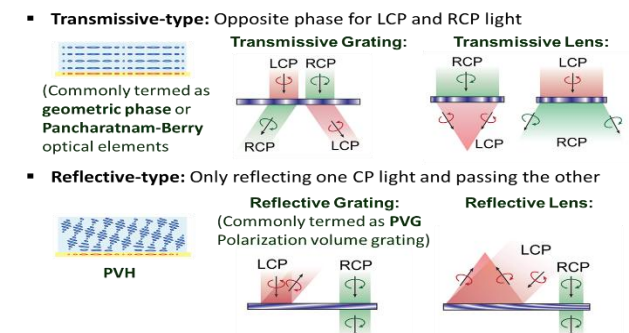 ▪ Transmissive-type: Opposite phase for LCP and RCP light
Transmissive Grating:
Transmissive Lens:
LCP RCP
RCP
LCP
(Commonly termed as
geometric phase or
Pancharatnam-Berry
optical elements
RCP
LCP
LCP
RCP
▪ Reflective-type: Only reflecting one CP light and passing the other
Reflective Grating:
Reflective Lens:
(Commonly termed as PVG
Polarization volume grating)
PVH
LCP
RCP
LCP
RCP